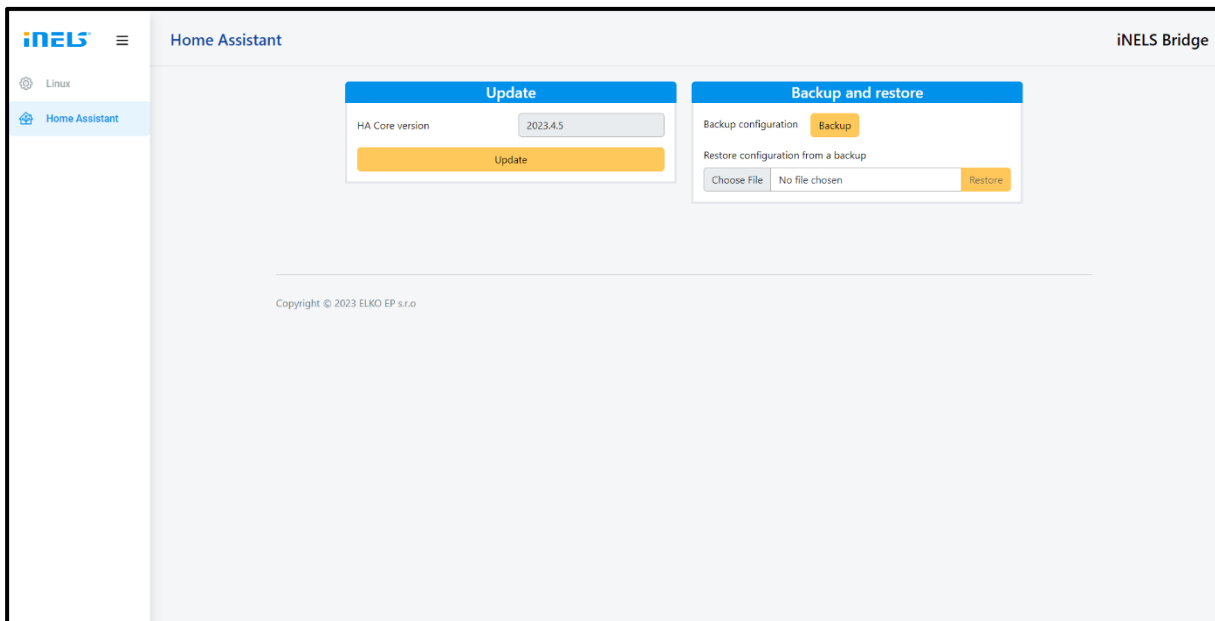 iNELS
Home Assistant
iNELS Bridge
Linux
Home Assistant
Update
HA Core version
2023.4.5
Update
Backup and restore
Backup configuration
Backup
Restore configuration from a backup
Choose File
No file chosen
Restore
Copyright © 2023 ELKO EP s.r.o